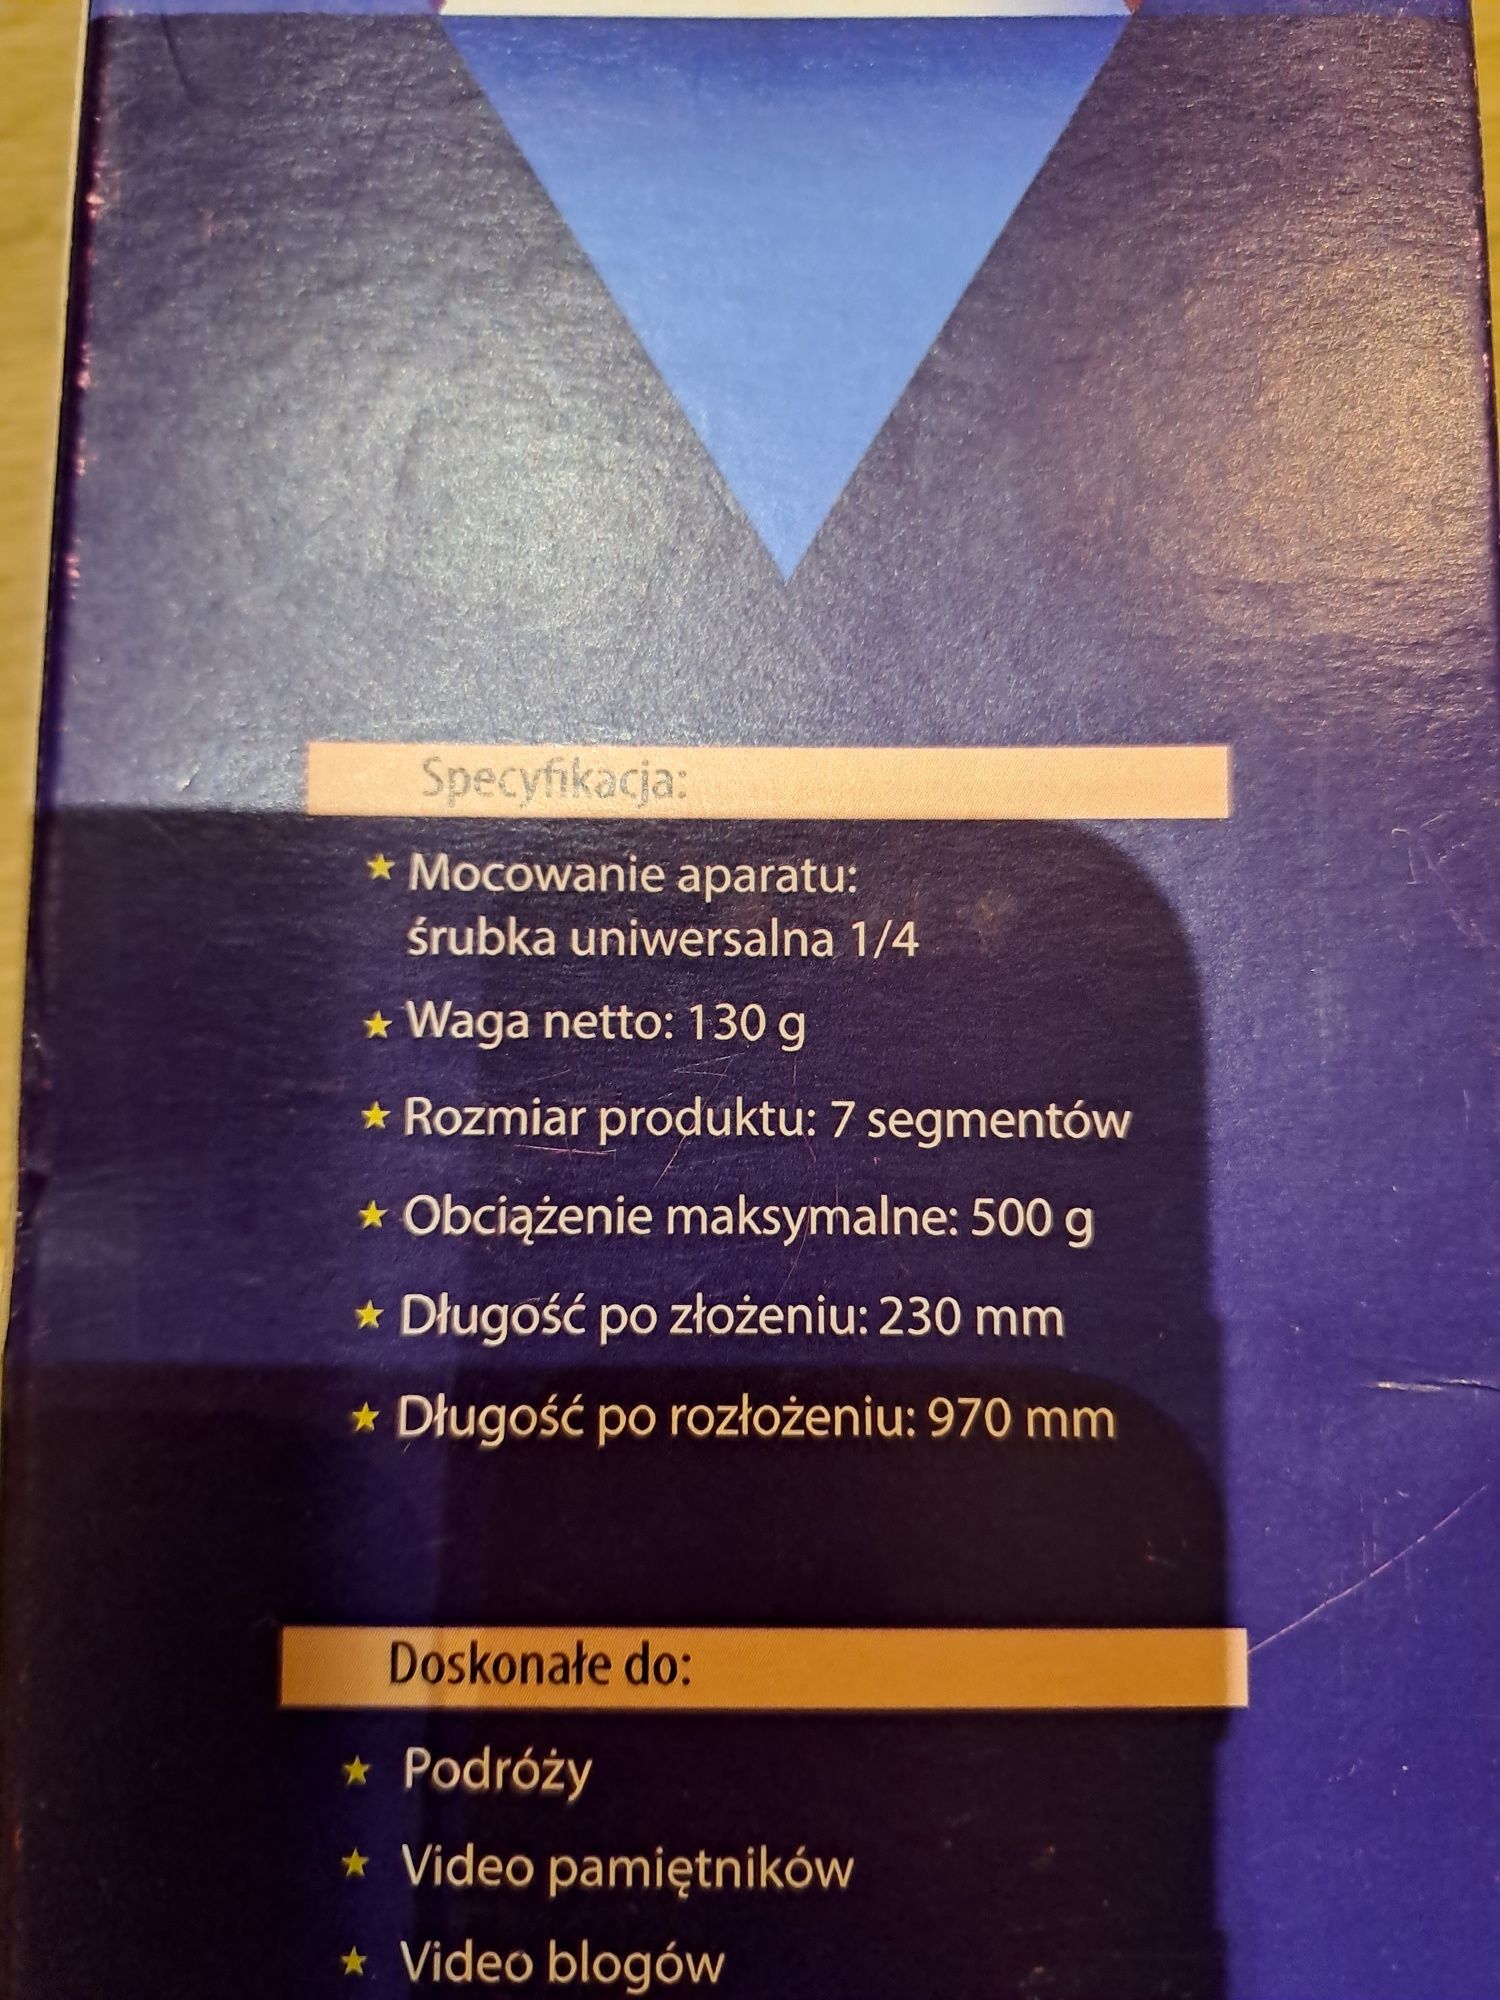 Specyfikacja:
Mocowanie aparatu:
śrubka uniwersalna 1/4
Waga netto: 130 g
Rozmiar produktu: 7 segmentów
Obciążenie maksymalne: 500 g
Długość po złożeniu: 230 mm
Długość po rozłożeniu: 970 mm
Doskonałe do:
Podróży
Video pamiętników
Video blogów